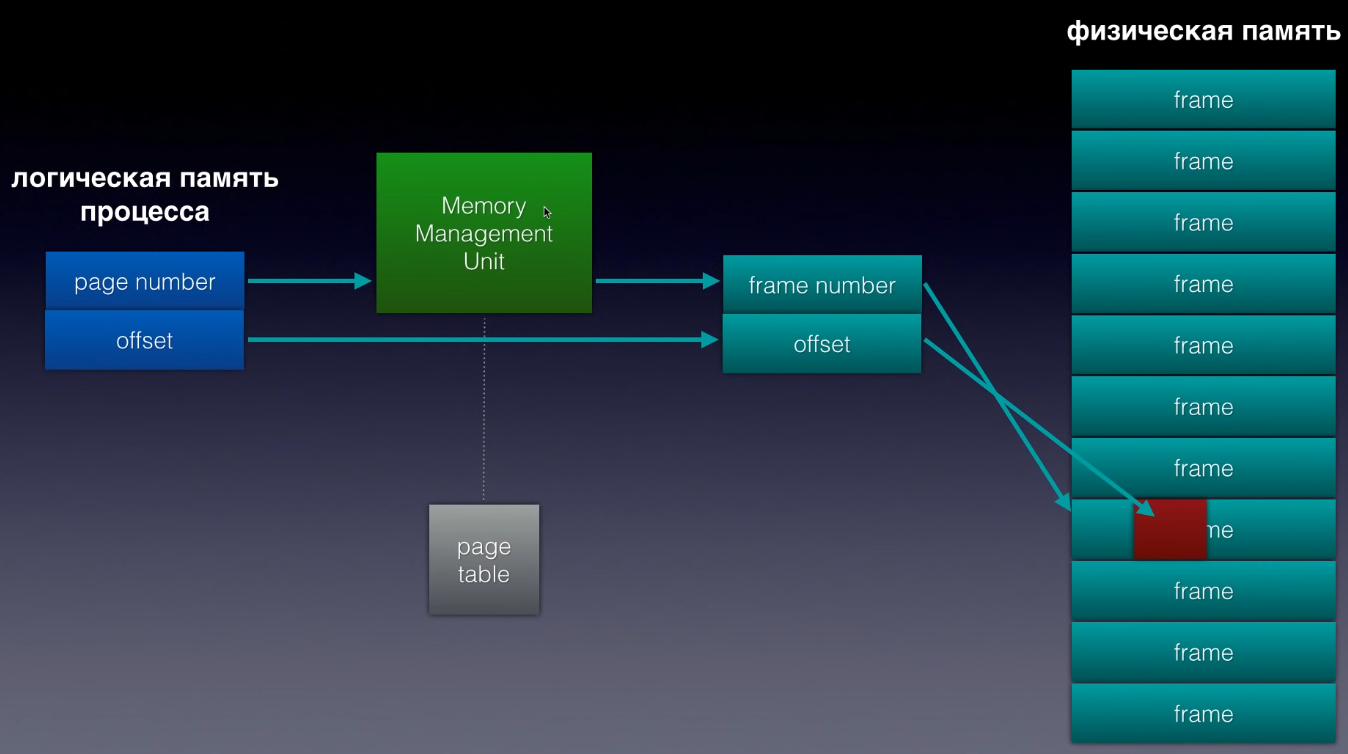 физическая память
логическая память
процесса
page number
offset
Memory
Management
Unit
frame number
offset
page
table
frame
frame
frame
frame
frame
frame
frame
me
frame
frame
frame